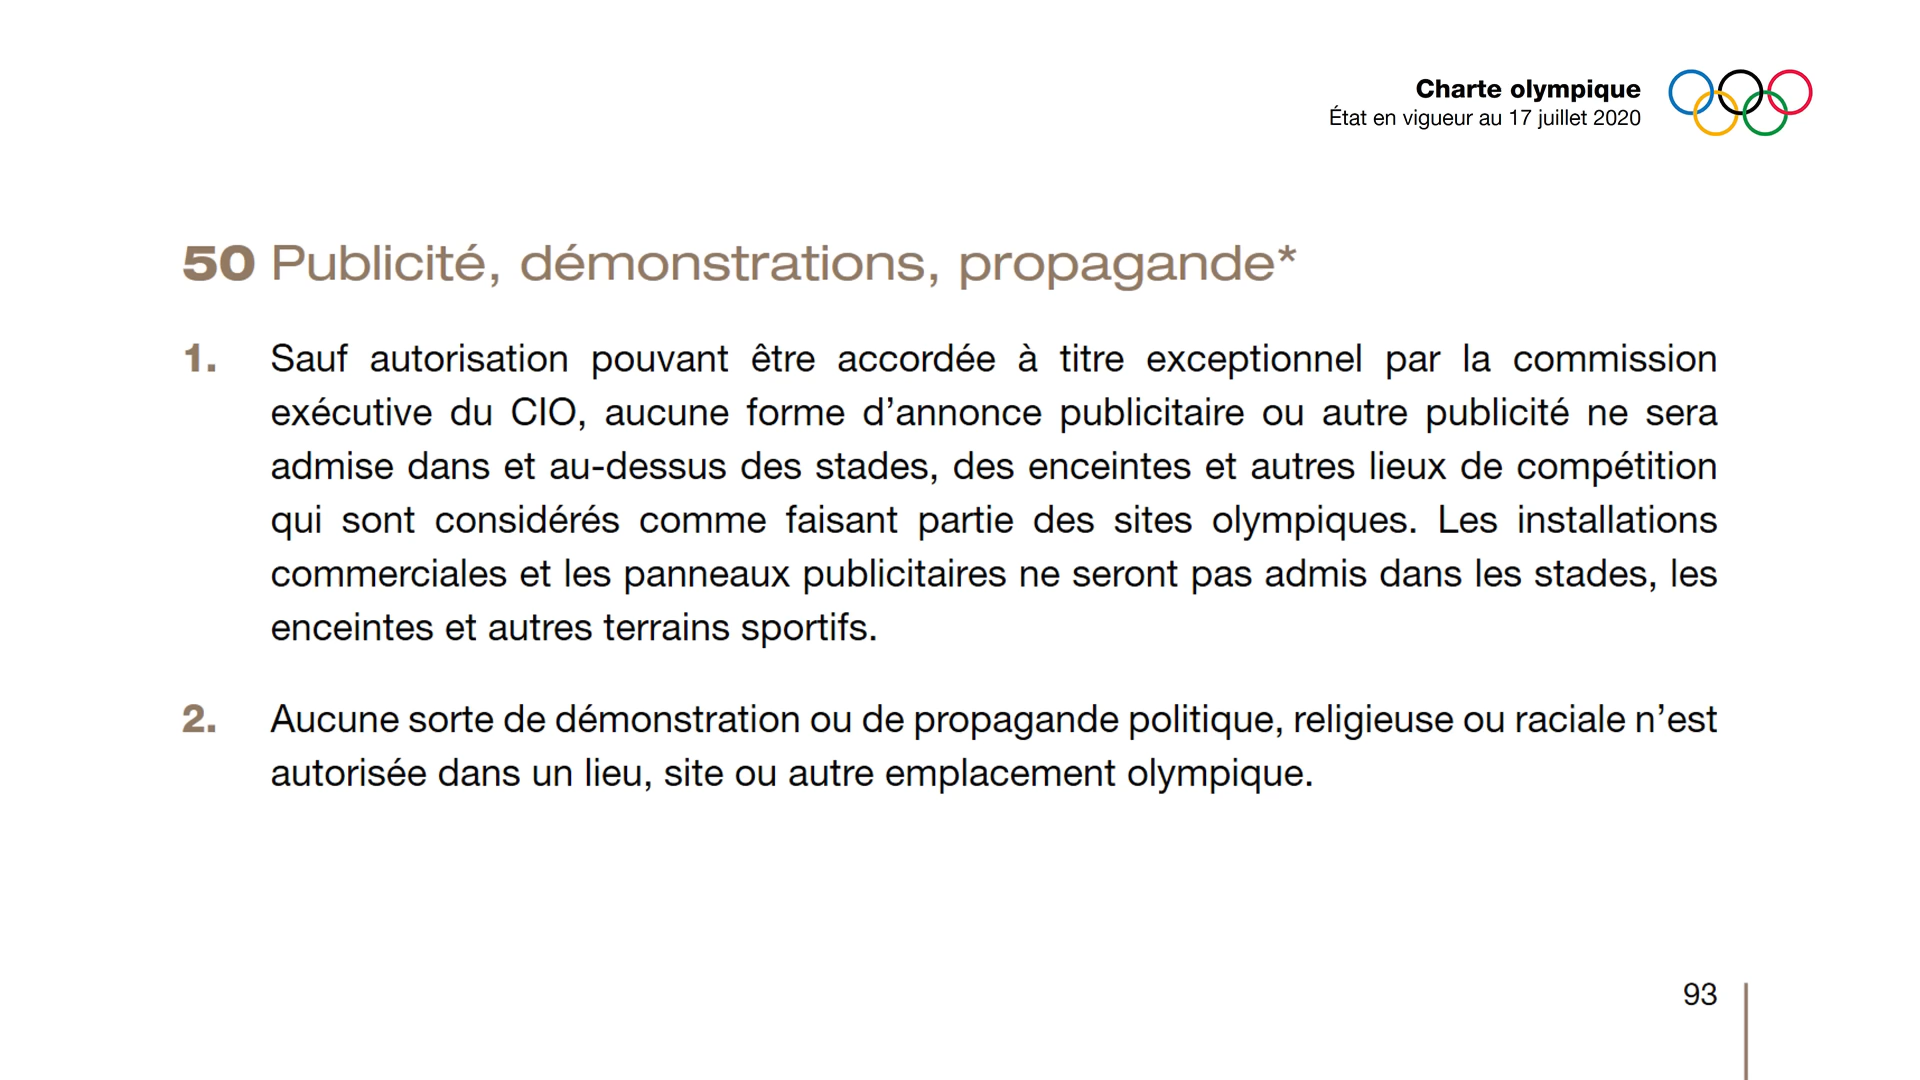 Charte olympique
État en vigueur au 17 juillet 2020
50 Publicité, démonstrations, propagande*
1. Sauf autorisation pouvant être accordée à titre exceptionnel par la commission
exécutive du CIO, aucune forme d’annonce publicitaire ou autre publicité ne sera
admise dans et au-dessus des stades, des enceintes et autres lieux de compétition
qui sont considérés comme faisant partie des sites olympiques. Les installations
commerciales et les panneaux publicitaires ne seront pas admis dans les stades, les
enceintes et autres terrains sportifs.
2. Aucune sorte de démonstration ou de propagande politique, religieuse ou raciale n’est
autorisée dans un lieu, site ou autre emplacement olympique.
93